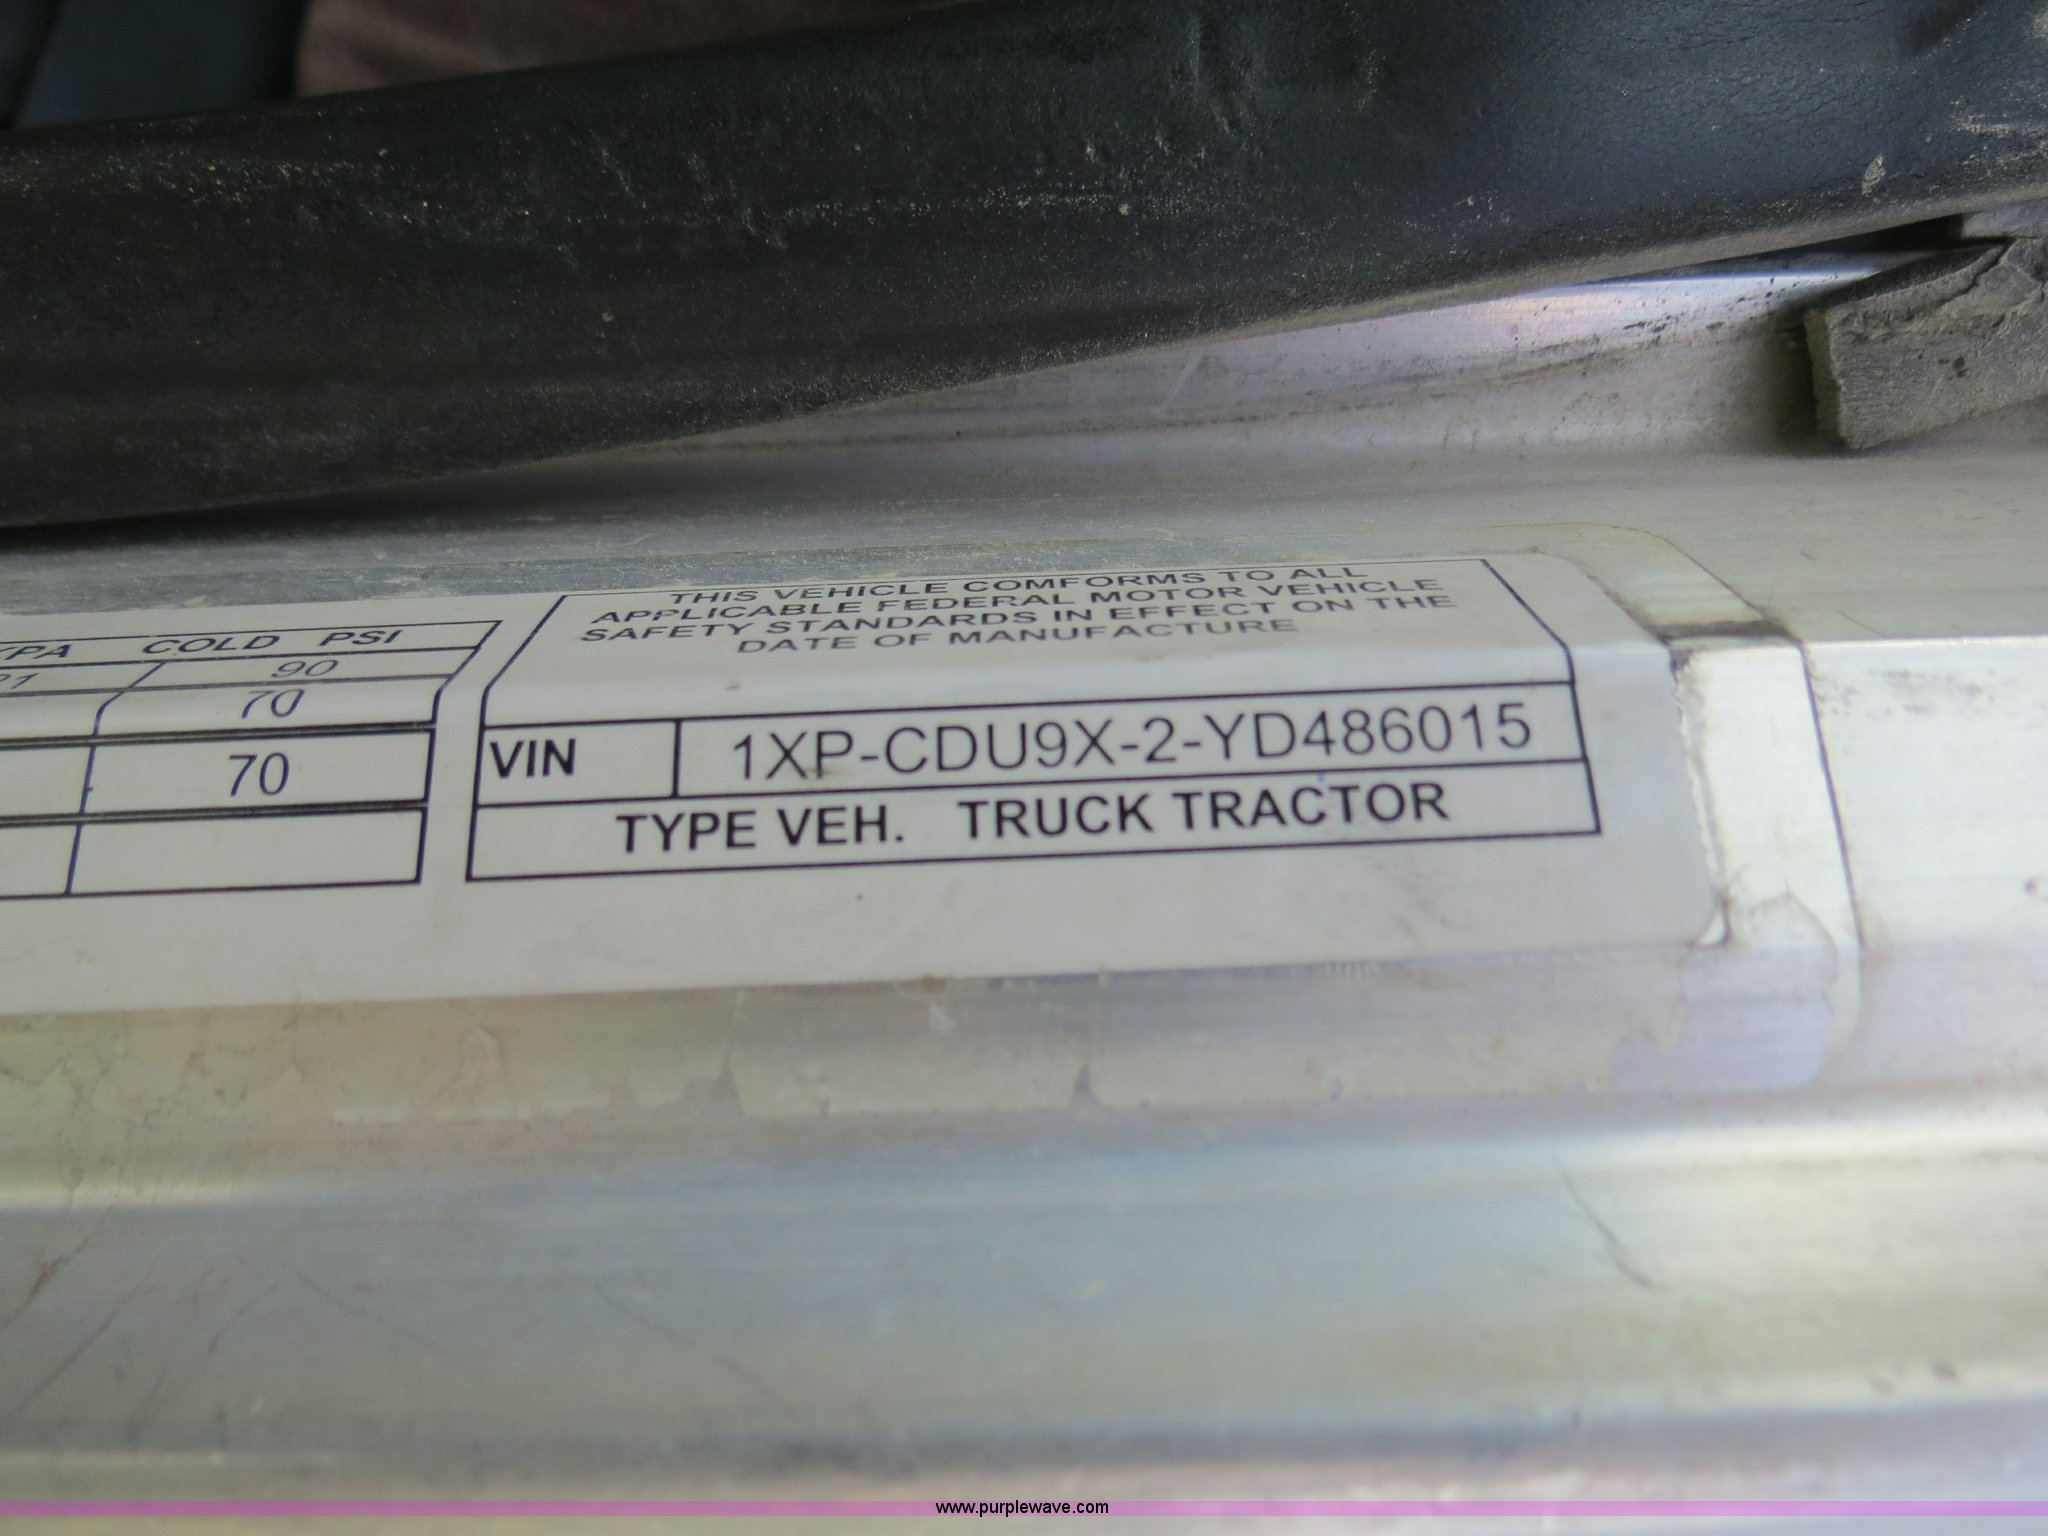 KPA COLD PSI
90
70
70
THIS VEHICLE COMFORMS TO ALL
APPLICABLE FEDERAL MOTOR VEHICLE
SAFETY STANDARDS IN EFFECT ON THE
DATE OF MANUFACTURE
VIN 1XP-CDU9X-2-YD486015
TYPE VEH. TRUCK TRACTOR
www.purplewave.com